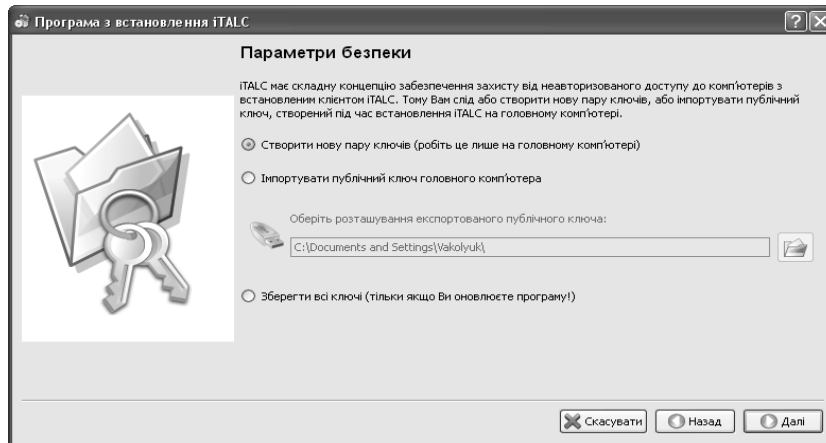 Програма з встановлення iTALC
Параметри безпеки
iTALC має складну концепцію забезпечення захисту від неавторизованого доступу до комп'ютерів з
встановленим клієнтом iTALC. Тому Вам слід або створити нову пару ключів, або імпортувати публічний
ключ, створений під час встановлення iTALC на головному комп'ютері.
Створити нову пару ключів (робіть це лише на головному комп'ютері)
Імпортувати публічний ключ головного комп'ютера
Оберіть розташування експортованого публічного ключа:
C:\Documents and Settings\Vakolyuk\
Зберегти всі ключі (тільки якщо Ви оновлюєте програму!)
Скасувати Назад Далі